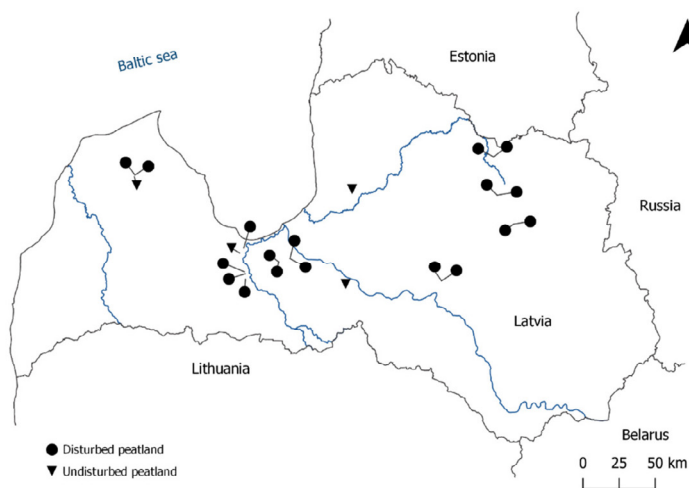 Estonia
Baltic sea
Russia
Latvia
Lithuania
Belarus
Disturbed peatland
Undisturbed peatland
0 25 50 km